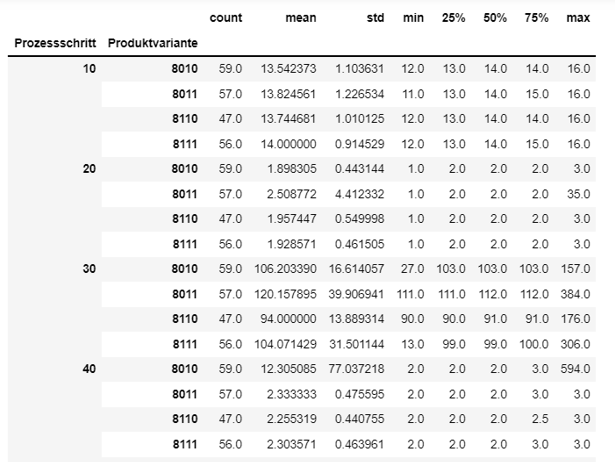 count mean std min 25% 50% 75% max
Prozessschritt Produktvariante
10 8010 59.0 13.542373 1.103631 12.0 13.0 14.0 14.0 16.0
8011 57.0 13.824561 1.226534 11.0 13.0 14.0 15.0 16.0
8110 47.0 13.744681 1.010125 12.0 13.0 14.0 14.0 16.0
8111 56.0 14.000000 0.914529 12.0 13.0 14.0 15.0 16.0
20 8010 59.0 1.898305 0.443144 1.0 2.0 2.0 2.0 3.0
8011 57.0 2.508772 4.412332 1.0 2.0 2.0 2.0 35.0
8110 47.0 1.957447 0.549998 1.0 2.0 2.0 2.0 3.0
8111 56.0 1.928571 0.461505 1.0 2.0 2.0 2.0 3.0
30 8010 59.0 106.203390 16.614057 27.0 103.0 103.0 103.0 157.0
8011 57.0 120.157895 39.906941 111.0 111.0 112.0 112.0 384.0
8110 47.0 94.000000 13.889314 90.0 90.0 91.0 91.0 176.0
8111 56.0 104.071429 31.501144 13.0 99.0 99.0 100.0 306.0
40 8010 59.0 12.305085 77.037218 2.0 2.0 2.0 3.0 594.0
8011 57.0 2.333333 0.475595 2.0 2.0 2.0 3.0 3.0
8110 47.0 2.255319 0.440755 2.0 2.0 2.0 2.5 3.0
8111 56.0 2.303571 0.463961 2.0 2.0 2.0 3.0 3.0